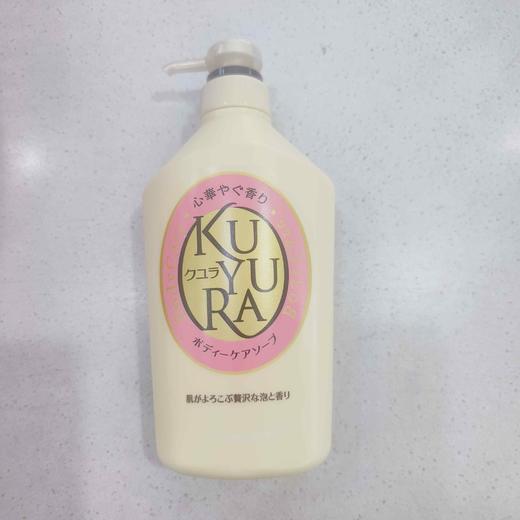 心華やぐ香り
KU
クユラ
YU
RA
ボディーケアソープ
肌がよろこぶ贅沢な泡と香り